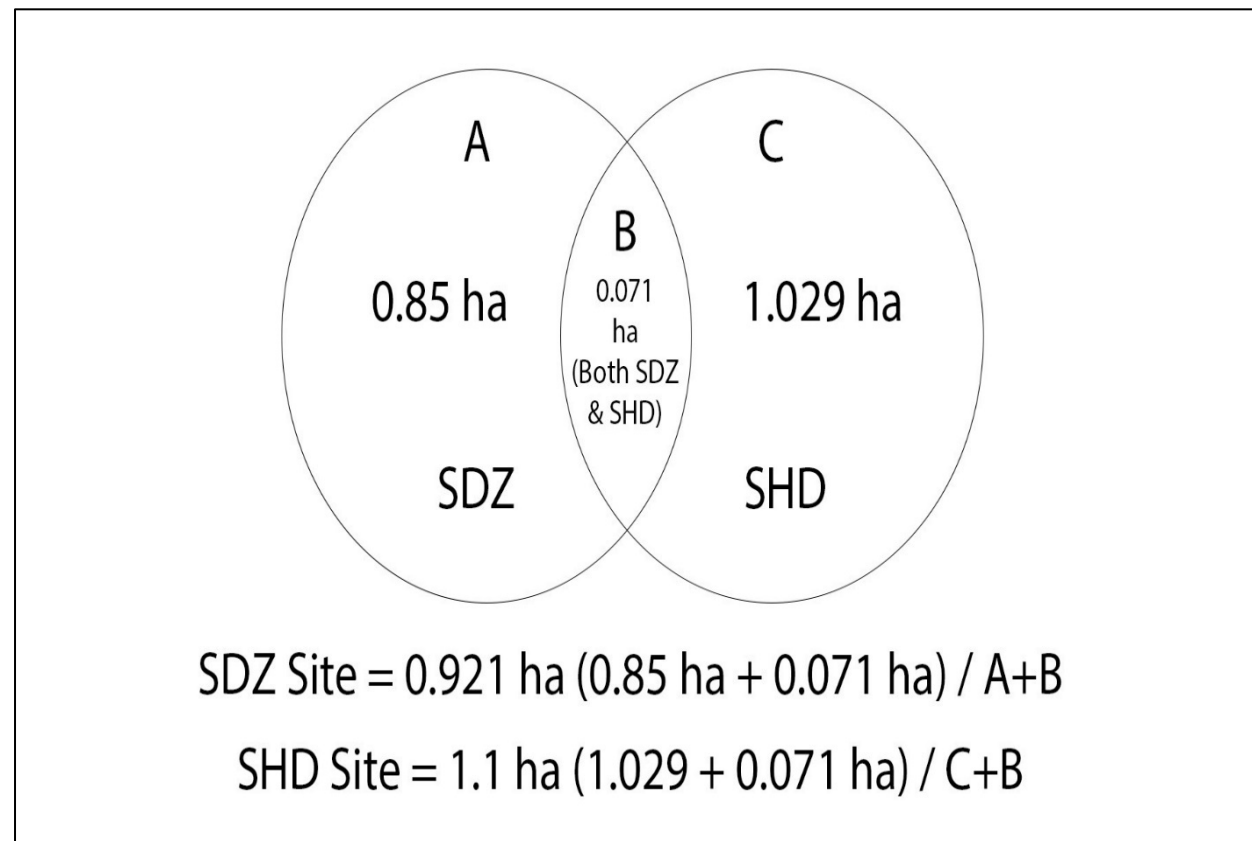 A
C
B
0.85 ha
0.071
ha
(Both SDZ
& SHD)
1.029 ha
SDZ
SHD
SDZ Site = 0.921 ha (0.85 ha + 0.071 ha) / A+B
SHD Site = 1.1 ha (1.029 + 0.071 ha) / C+B